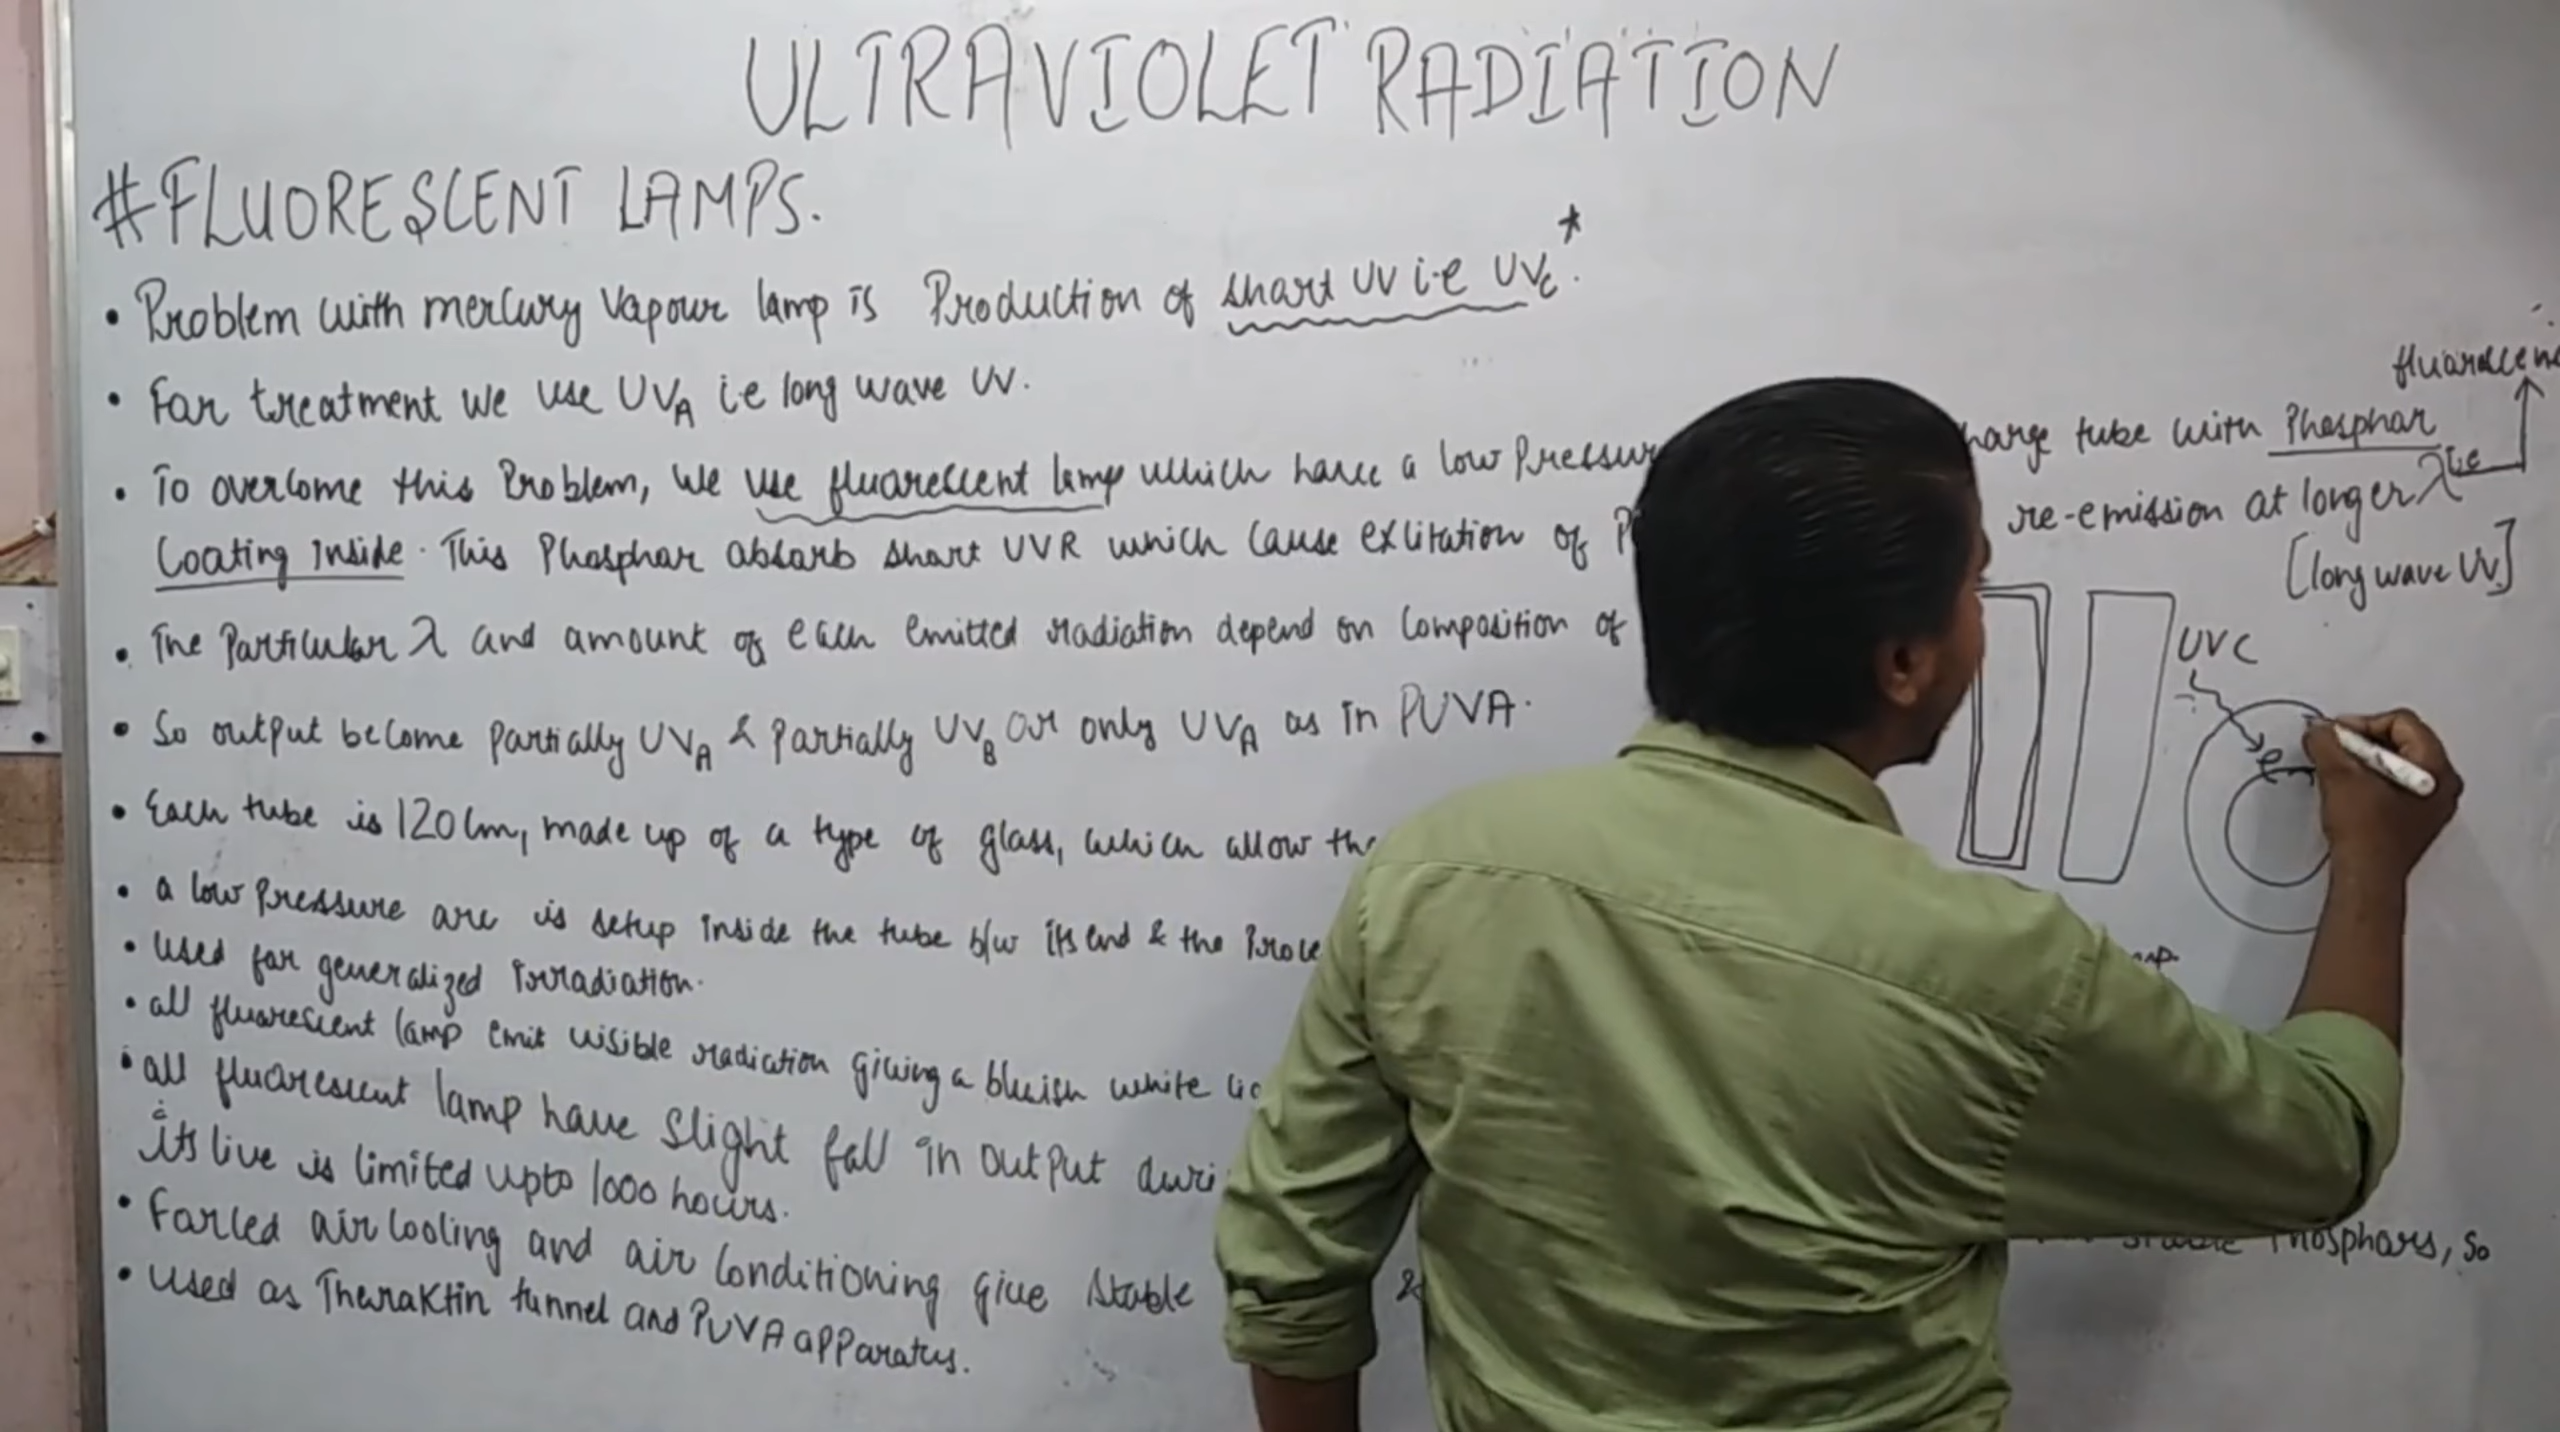 ULTRAVIOLET RADIATION
#FLUORESCENT LAMPS.
• Problem with mercury vapour lamp is Production of short UV i.e UVC. *
• For treatment we use UVA i.e long wave UV.
• To overcome this Problem, we use fluorescent lamp which have a low Pressure tube with Phosphor
Coating inside. This Phosphor absorb short UVR which cause excitation of re-emission at longer λ i.e
fluorescen
[long wave UV]
• The Particular λ and amount of each emitted radiation depend on Composition of
• So output become Partially UVA & Partially UVB or only UVA as in PUVA.
• Each tube is 120cm, made up of a type of glass, which allow
• a low Pressure arc is setup inside the tube b/w its end & the
• Used for generalized Irradiation.
• all fluorescent lamp emit visible radiation giving a bluish white
• all fluorescent lamp have slight fall in output Phosphors, so
its live is limited upto 1000 hours.
• Forced air cooling and air conditioning give stable &
• Used as Theraktin tunnel and PUVA apparatus.
UVC
e